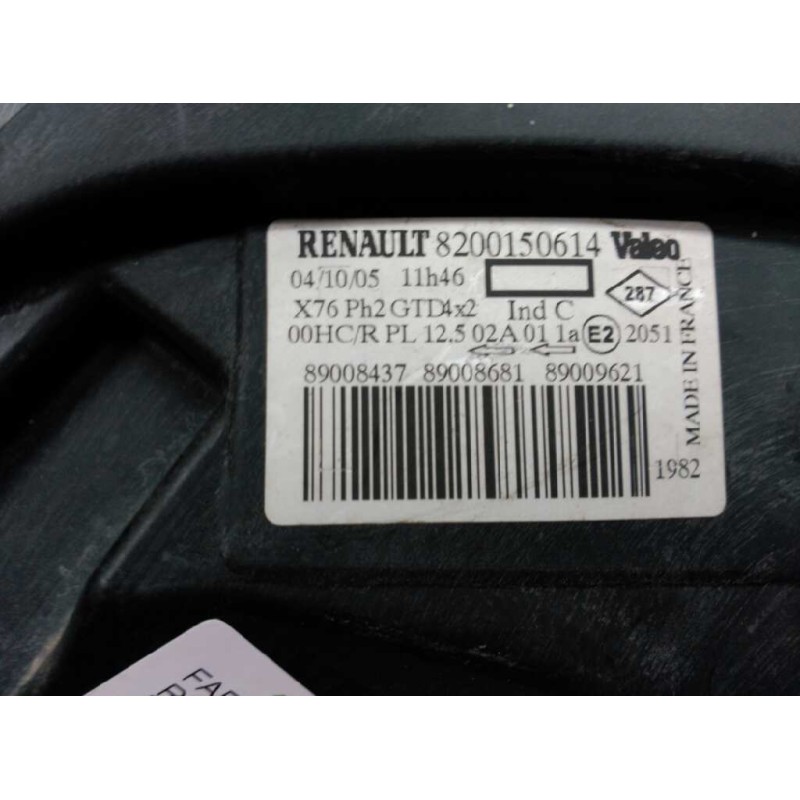 RENAULT 8200150614 Valeo
04/10/05 11h46
287
X76 Ph2 GTD4x2 Ind C
00HC/R PL 12.5 02A 01 1a E2 2051
89008437 89008681 89009621
1982
MADE IN FRANCE